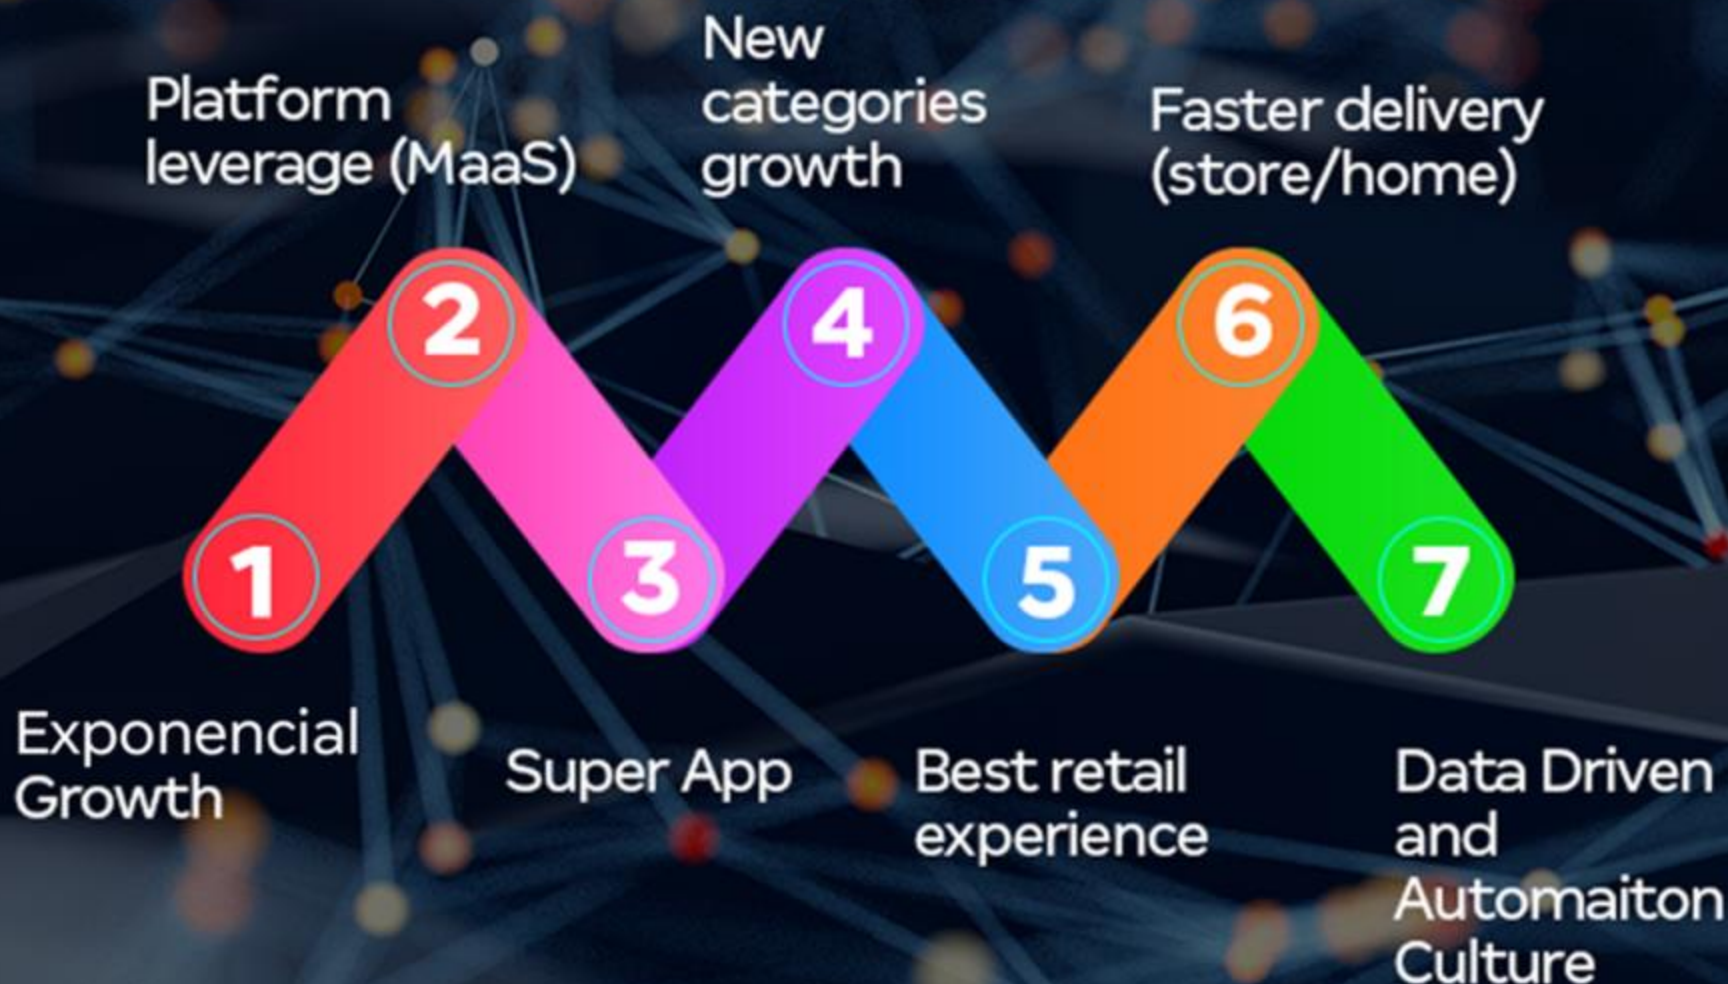 1
Exponencial
Growth
2
Platform
leverage (MaaS)
3
Super App
4
New
categories
growth
5
Best retail
experience
6
Faster delivery
(store/home)
7
Data Driven
and
Automaiton
Culture